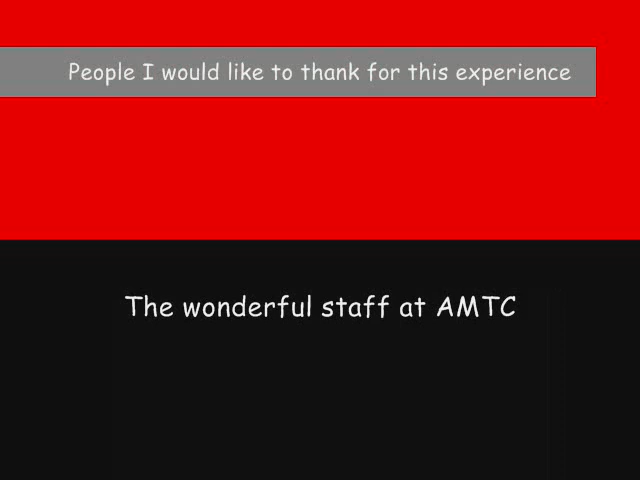 People I would like to thank for this experience
The wonderful staff at AMTC